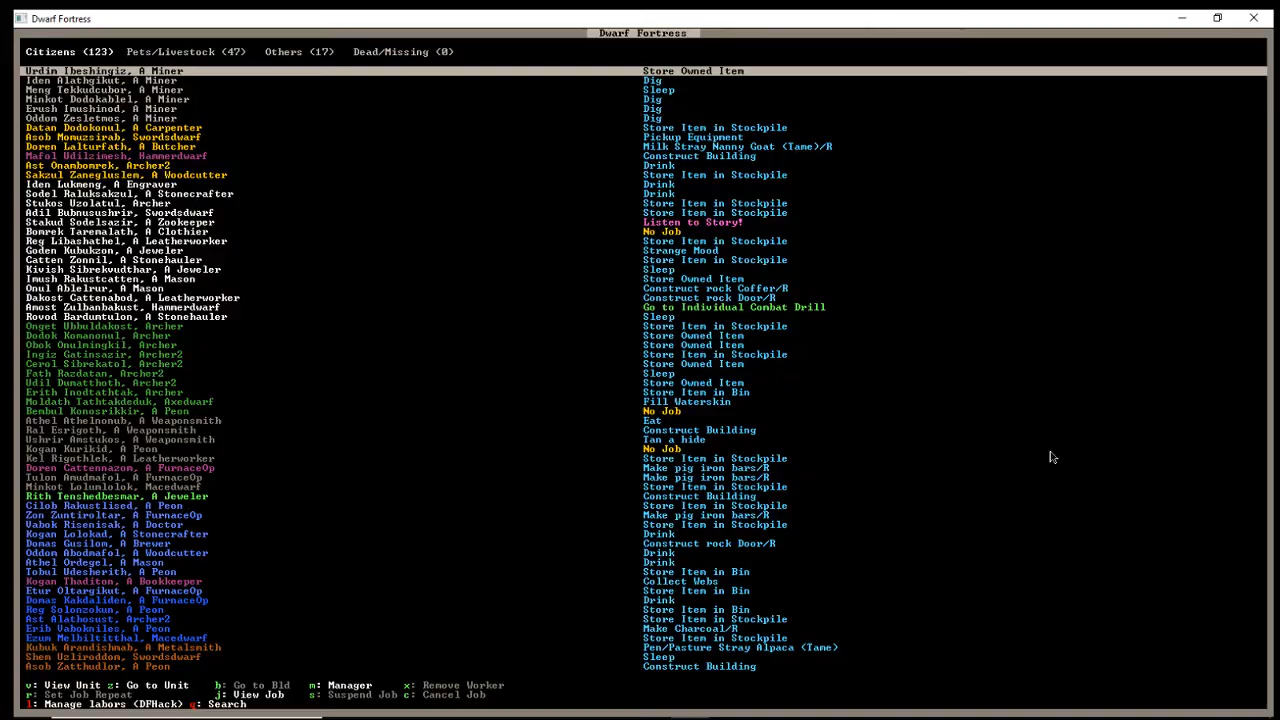 Dwarf Fortress
Dwarf Fortress
Citizens (123) Pets/Livestock (47) Others (17) Dead/Missing (0)
Urdim Ibeshingiz, A Miner Store Owned Item
Iden Alathgikut, A Miner Dig
Meng Tekkudcubor, A Miner Sleep
Minkot Dodokablel, A Miner Dig
Erush Imushinod, A Miner Dig
Oddom Zesletmos, A Miner Dig
Datan Dodokonul, A Carpenter Store Item in Stockpile
Asob Momuzsirab, Swordsdwarf Pickup Equipment
Doren Lalturfath, A Butcher Milk Stray Nanny Goat (Tame)/R
Mafol Udilzimesh, Hammerdwarf Construct Building
Ast Onambomrek, Archer2 Drink
Sakzul Zanegluslem, A Woodcutter Store Item in Stockpile
Iden Lukmeng, A Engraver Drink
Sodel Raluksakzul, A Stonecrafter Drink
Stukos Uzolatul, Archer Store Item in Stockpile
Adil Bubnusushrir, Swordsdwarf Store Item in Stockpile
Stakud Sodelsazir, A Zookeeper Listen to Story!
Bomrek Taremalath, A Clothier No Job
Reg Libashathel, A Leatherworker Store Item in Stockpile
Goden Kubukzon, A Jeweler Strange Mood
Catten Zonnil, A Stonehauler Store Item in Stockpile
Kivish Sibrekvudthar, A Jeweler Sleep
Imush Rakustcatten, A Mason Store Owned Item
Onul Ablelrur, A Mason Construct rock Coffer/R
Dakost Cattenabod, A Leatherworker Construct rock Door/R
Amost Zulbanbakust, Hammerdwarf Go to Individual Combat Drill
Rovod Bardumtulon, A Stonehauler Sleep
Onget Ubbuldakost, Archer Store Item in Stockpile
Dodok Komanonul, Archer Store Owned Item
Obok Onulmingkil, Archer Store Owned Item
Ingiz Gatinsazir, Archer2 Store Item in Stockpile
Cerol Sibrekatol, Archer2 Store Owned Item
Fath Razdatan, Archer2 Sleep
Udil Dumatthoth, Archer2 Store Owned Item
Erith Inodtathtak, Archer Store Item in Bin
Moldath Tathtakdeduk, Axedwarf Fill Waterskin
Bembul Konosrikkir, A Peon No Job
Athel Athelnonub, A Weaponsmith Eat
Ral Esrigoth, A Weaponsmith Construct Building
Ushrir Amstukos, A Weaponsmith Tan a hide
Kogan Kurikid, A Peon No Job
Kel Rigothlek, A Leatherworker Store Item in Stockpile
Doren Cattennazom, A FurnaceOp Make pig iron bars/R
Tulon Amudmafol, A FurnaceOp Make pig iron bars/R
Minkot Lolumlolok, Macedwarf Store Item in Stockpile
Rith Tenshedbesmar, A Jeweler Construct Building
Cilob Rakustlised, A Peon Store Item in Stockpile
Zon Zuntiroltar, A FurnaceOp Make pig iron bars/R
Vabok Risenisak, A Doctor Store Item in Stockpile
Kogan Lolokad, A Stonecrafter Drink
Domas Gusilom, A Brewer Construct rock Door/R
Oddom Abodmafol, A Woodcutter Drink
Athel Ordegel, A Mason Drink
Tobul Udesherith, A Peon Store Item in Bin
Kogan Thaditon, A Bookkeeper Collect Webs
Etur Oltargikut, A FurnaceOp Store Item in Bin
Domas Kakdaliden, A FurnaceOp Drink
Reg Solonzokun, A Peon Store Item in Bin
Ast Alathosust, Archer2 Store Item in Stockpile
Erib Vabokniles, A Peon Make Charcoal/R
Ezum Melbiltitthal, Macedwarf Store Item in Stockpile
Kubuk Arandishmab, A Metalsmith Pen/Pasture Stray Alpaca (Tame)
Shem Uzliroddom, Swordsdwarf Sleep
Asob Zatthudlor, A Peon Construct Building
v: View Unit z: Go to Unit b: Go to Bld m: Manager x: Remove Worker
r: Set Job Repeat j: View Job s: Suspend Job c: Cancel Job
l: Manage labors (DFHack) q: Search